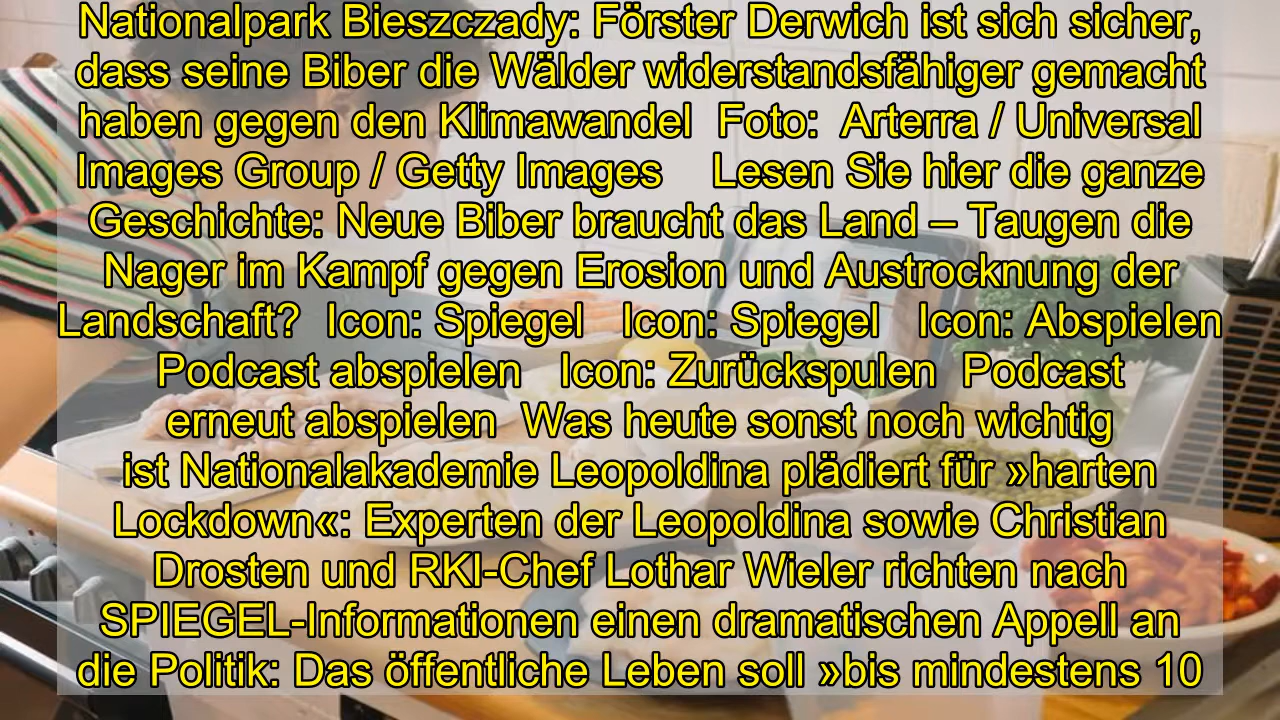 Nationalpark Bieszczady: Förster Derwich ist sich sicher,
dass seine Biber die Wälder widerstandsfähiger gemacht
haben gegen den Klimawandel  Foto:  Arterra / Universal
Images Group / Getty Images    Lesen Sie hier die ganze
Geschichte: Neue Biber braucht das Land – Taugen die
Nager im Kampf gegen Erosion und Austrocknung der
Landschaft?  Icon: Spiegel   Icon: Spiegel   Icon: Abspielen
Podcast abspielen   Icon: Zurückspulen  Podcast
erneut abspielen  Was heute sonst noch wichtig
ist Nationalakademie Leopoldina plädiert für »harten
Lockdown«: Experten der Leopoldina sowie Christian
Drosten und RKI-Chef Lothar Wieler richten nach
SPIEGEL-Informationen einen dramatischen Appell an
die Politik: Das öffentliche Leben soll »bis mindestens 10